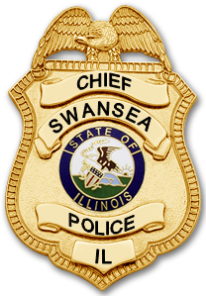 CHIEF
SWANSEA
STATE OF
ILLINOIS
POLICE
IL